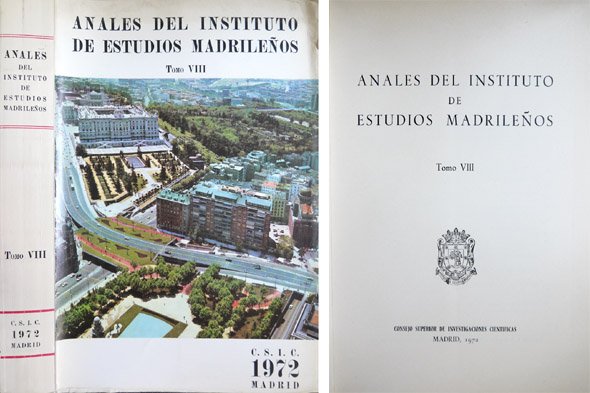 ANALES
DEL
INSTITUTO
DE
ESTUDIOS
MADRILEÑOS
TOMO VIII
C. S. I. C.
1972
MADRID
ANALES DEL INSTITUTO
DE ESTUDIOS MADRILEÑOS
TOMO VIII
C. S. I. C.
1972
MADRID
ANALES DEL INSTITUTO
DE
ESTUDIOS MADRILEÑOS
Tomo VIII
CONSEJO SUPERIOR DE INVESTIGACIONES CIENTIFICAS
MADRID, 1972